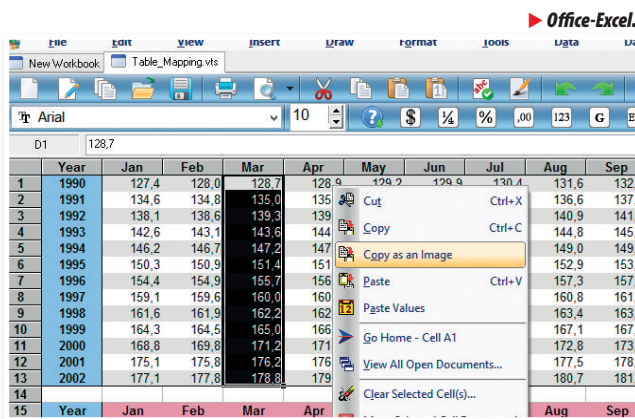 Office-Excel.
File Edit View Insert Draw Format Tools Data
New Workbook Table_Mapping.vts
Arial 10 $ ¼ % ,00 123 G
D1 128,7
Year Jan Feb Mar Apr May Jun Jul Aug Sep
1 1990 127,4 128,0 128,7 128,9 129,2 129,9 130,4 131,6 132
2 1991 134,6 134,8 135,0 135 Cut Ctrl+X 136,6 137,
3 1992 138,1 138,6 139,3 139 140,9 141,
4 1993 142,6 143,1 143,6 144 Copy Ctrl+C 144,8 145,
5 1994 146,2 146,7 147,2 147 Copy as an Image 149,0 149,
6 1995 150,3 150,9 151,4 151 152,9 153,
7 1996 154,4 154,9 155,7 156 Paste Ctrl+V 157,3 157,
8 1997 159,1 159,6 160,0 160 Paste Values 160,8 161,
9 1998 161,6 161,9 162,2 162 163,4 163,
10 1999 164,3 164,5 165,0 166 Go Home - Cell A1 167,1 167,
11 2000 168,8 169,8 171,2 171 172,8 173,
12 2001 175,1 175,8 176,2 176 View All Open Documents... 177,5 178,
13 2002 177,1 177,8 178,8 179 180,7 181,
14 Clear Selected Cell(s)...
15 Year Jan Feb Mar Apr Aug Sep